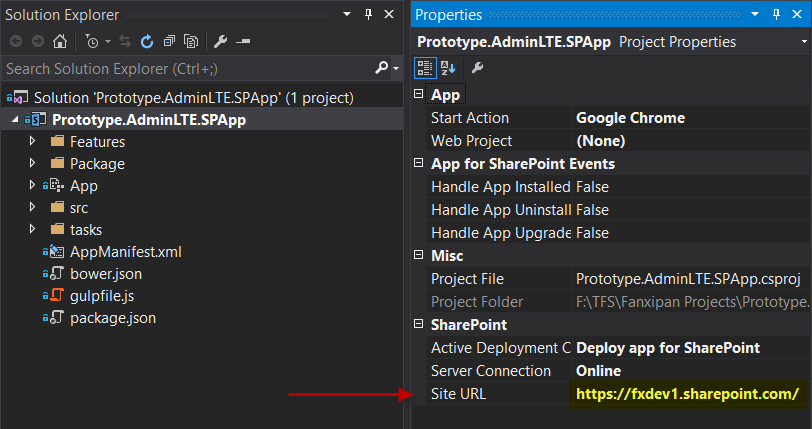 Solution Explorer
Search Solution Explorer (Ctrl+;)
Solution 'Prototype.AdminLTE.SPApp' (1 project)
Prototype.AdminLTE.SPApp
Features
Package
App
src
tasks
AppManifest.xml
bower.json
gulpfile.js
package.json
Properties
Prototype.AdminLTE.SPApp Project Properties
App
Start Action Google Chrome
Web Project (None)
App for SharePoint Events
Handle App Installed False
Handle App Uninstall False
Handle App Upgrade False
Misc
Project File Prototype.AdminLTE.SPApp.csproj
Project Folder F:\TFS\Fanxipan Projects\Prototype.
SharePoint
Active Deployment C Deploy app for SharePoint
Server Connection Online
Site URL https://fxdev1.sharepoint.com/